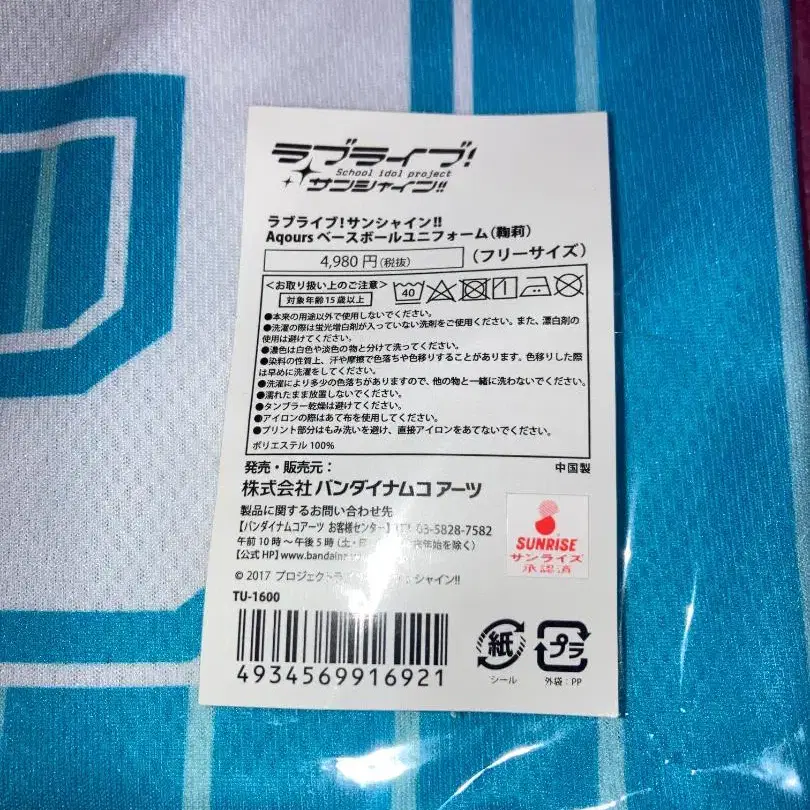 ラブライブ!
School idol project
サンシャイン!!
ラブライブ!サンシャイン!!
Aqours ベースボールユニフォーム(鞠莉)
4,980 円(税抜)
(フリーサイズ)
<お取り扱い上のご注意>
対象年齢15歳以上
40
●本来の用途以外で使用しないでください。
●洗濯の際は蛍光増白剤が入っていない洗剤をご使用ください。また、漂白剤の
使用は避けてください。
●濃色は白色や淡色の物と分けて洗ってください。
●染料の性質上、汗や摩擦で色落ちや色移りすることがあります。色移りした際
は早めに洗濯をしてください。
●洗濯により多少の色落ちがありますので、他の物と一緒に洗わないでください。
●濡れたまま放置しないでください。
●タンブラー乾燥は避けてください。
●アイロンの際はあて布を使用してください。
●プリント部分はもみ洗いを避け、直接アイロンをあてないでください。
ポリエステル 100%
発売・販売元:
中国製
株式会社 バンダイナムコ アーツ
製品に関するお問い合わせ先
【バンダイナムコアーツ お客様センター】 03-5828-7582
午前10時~午後5時(土・日 年始を除く)
【公式HP】www.bandain
© 2017 プロジェクトラ シャイン!!
TU-1600
SUNRISE
サンライズ
承認済
4934569916921
紙
シール
プラ
外袋:PP